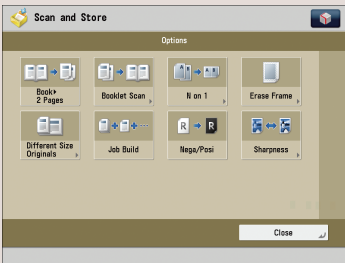 Scan and Store
Options
Book▸
2 Pages
Booklet Scan
N on 1
Erase Frame
Different Size
Originals
Job Build
R R
Nega/Posi
Sharpness
Close